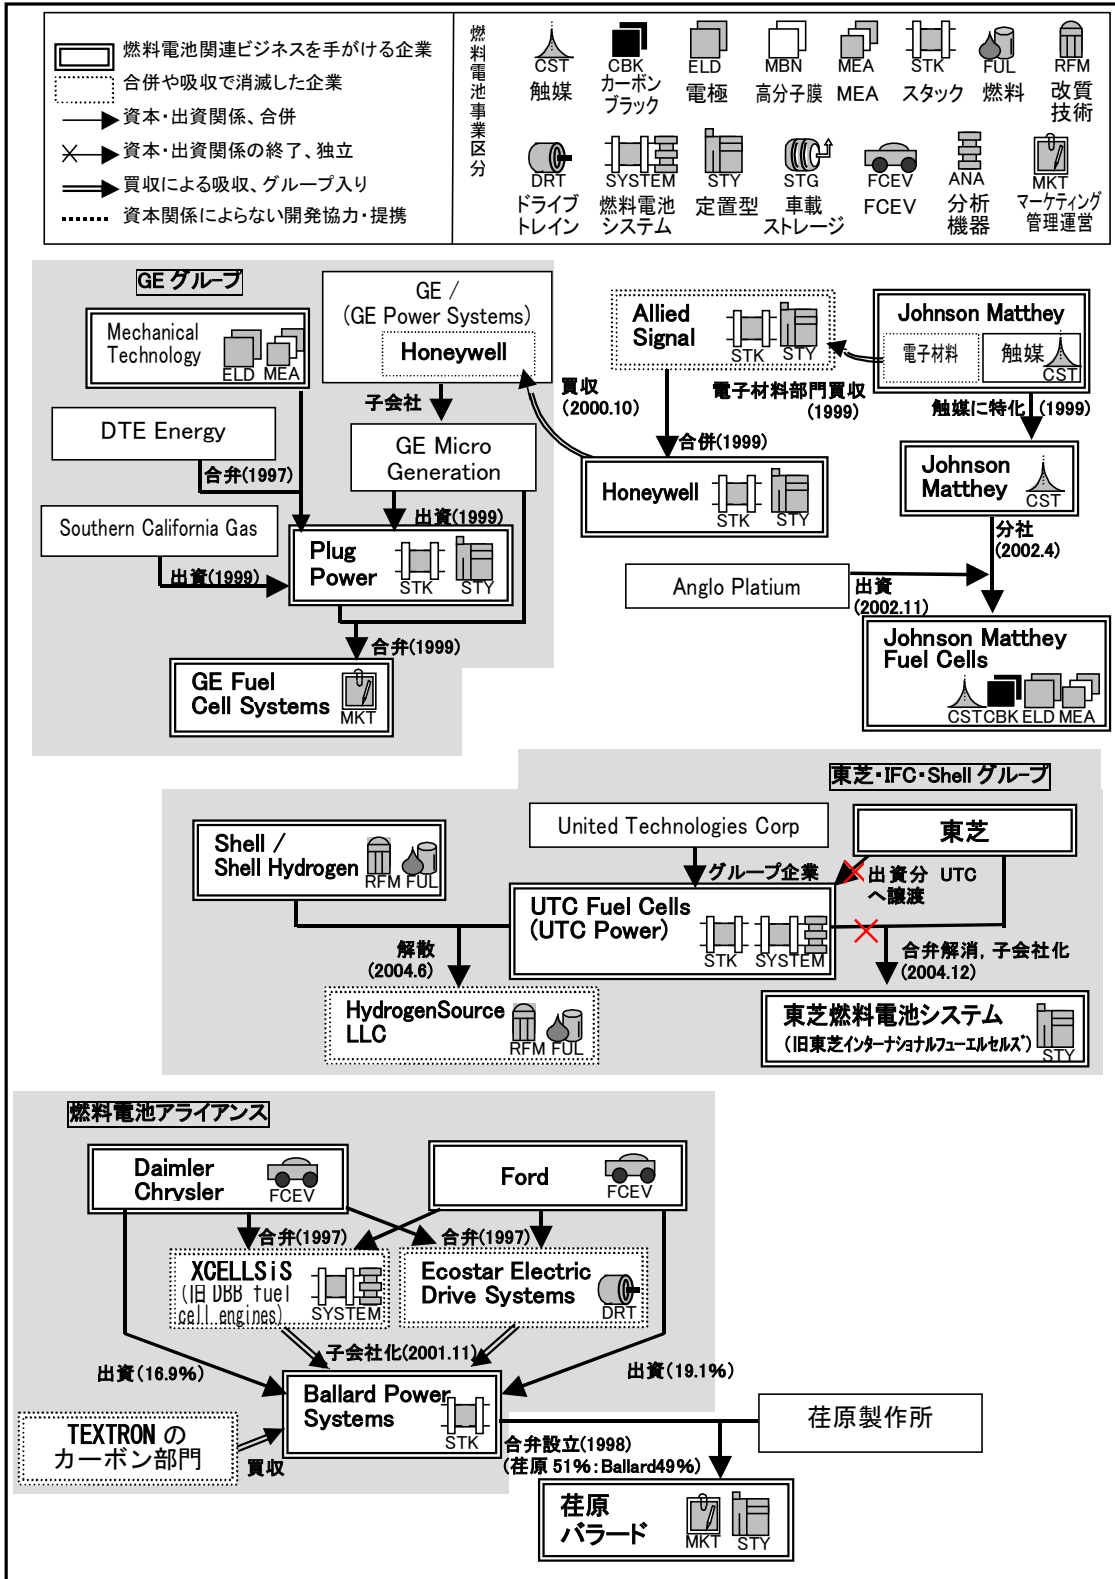 燃料電池関連ビジネスを手がける企業
合併や吸収で消滅した企業
資本・出資関係、合併
資本・出資関係の終了、独立
買収による吸収、グループ入り
資本関係によらない開発協力・提携
燃料電池事業区分
CST
触媒
CBK
カーボン
ブラック
ELD
電極
MBN
高分子膜
MEA
MEA
STK
スタック
FUL
燃料
RFM
改質
技術
DRT
ドライブ
トレイン
SYSTEM
燃料電池
システム
STY
定置型
STG
車載
ストレージ
FCEV
FCEV
ANA
分析
機器
MKT
マーケティング
管理運営
GE グループ
Mechanical
Technology
ELD MEA
DTE Energy
合弁(1997)
Southern California Gas
出資(1999)
GE /
(GE Power Systems)
Honeywell
子会社
GE Micro
Generation
出資(1999)
Plug
Power
STK STY
合弁(1999)
GE Fuel
Cell Systems
MKT
買収
(2000.10)
Allied
Signal
STK STY
電子材料部門買収
(1999)
合併(1999)
Honeywell
STK STY
Johnson Matthey
電子材料
触媒
CST
触媒に特化 (1999)
Johnson
Matthey
CST
分社
(2002.4)
Anglo Platium
出資
(2002.11)
Johnson Matthey
Fuel Cells
CST CBK ELD MEA
東芝・IFC・Shell グループ
Shell /
Shell Hydrogen
RFM FUL
United Technologies Corp
グループ企業
東芝
出資分 UTC
へ譲渡
UTC Fuel Cells
(UTC Power)
STK SYSTEM
解散
(2004.6)
HydrogenSource
LLC
RFM FUL
合弁解消, 子会社化
(2004.12)
東芝燃料電池システム
(旧東芝インターナショナルフューエルセルズ)
STY
燃料電池アライアンス
Daimler
Chrysler
FCEV
Ford
FCEV
合弁(1997)
合弁(1997)
XCELLSiS
(旧 DBB fuel
cell engines)
SYSTEM
Ecostar Electric
Drive Systems
DRT
子会社化(2001.11)
出資(16.9%)
出資(19.1%)
Ballard Power
Systems
STK
TEXTRON の
カーボン部門
買収
荏原製作所
合弁設立(1998)
(荏原 51%:Ballard49%)
荏原
バラード
MKT STY